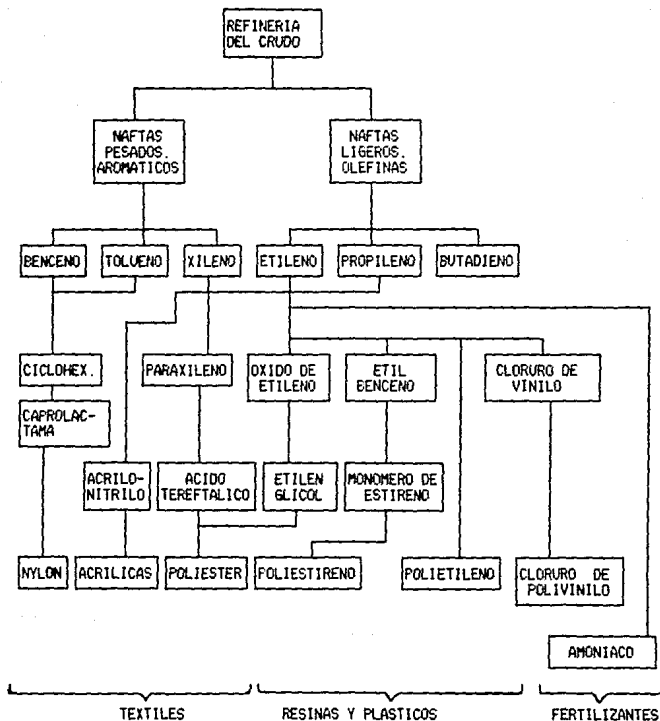 REFINERIA
DEL CRUDO
NAFTAS
PESADOS.
AROMATICOS
NAFTAS
LIGEROS.
OLEFINAS
BENCENO
TOLUENO
XILENO
ETILENO
PROPILENO
BUTADIENO
CICLOHEX.
PARAXILENO
OXIDO DE
ETILENO
ETIL
BENCENO
CLORURO DE
VINILO
CAPROLAC-
TAMA
ACRILO-
NITRILO
ACIDO
TEREFTALICO
ETILEN
GLICOL
MONOMERO DE
ESTIRENO
NYLON
ACRILICAS
POLIESTER
FOLIESTIRENO
POLIETILENO
CLORURO DE
POLIVINILO
AMONIACO
TEXTILES
RESINAS Y PLASTICOS
FERTILIZANTES